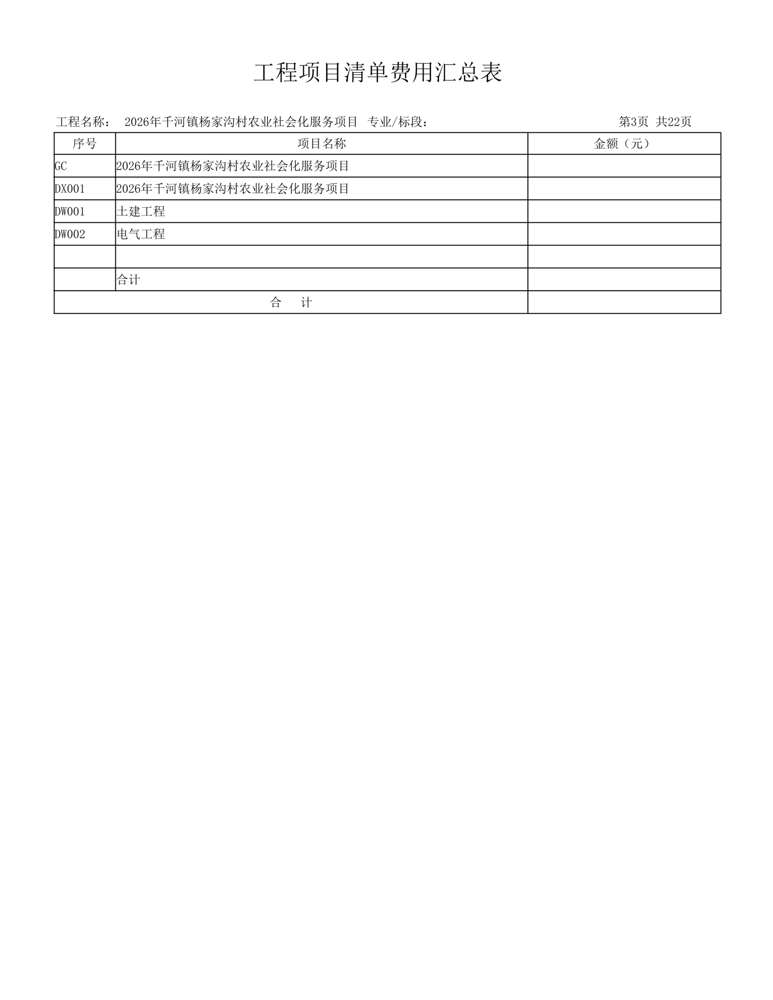 工程项目清单费用汇总表
工程名称： 2026年千河镇杨家沟村农业社会化服务项目 专业/标段： 第3页 共22页
序号 项目名称 金额（元）
GC 2026年千河镇杨家沟村农业社会化服务项目
DX001 2026年千河镇杨家沟村农业社会化服务项目
DW001 土建工程
DW002 电气工程
合计
合 计